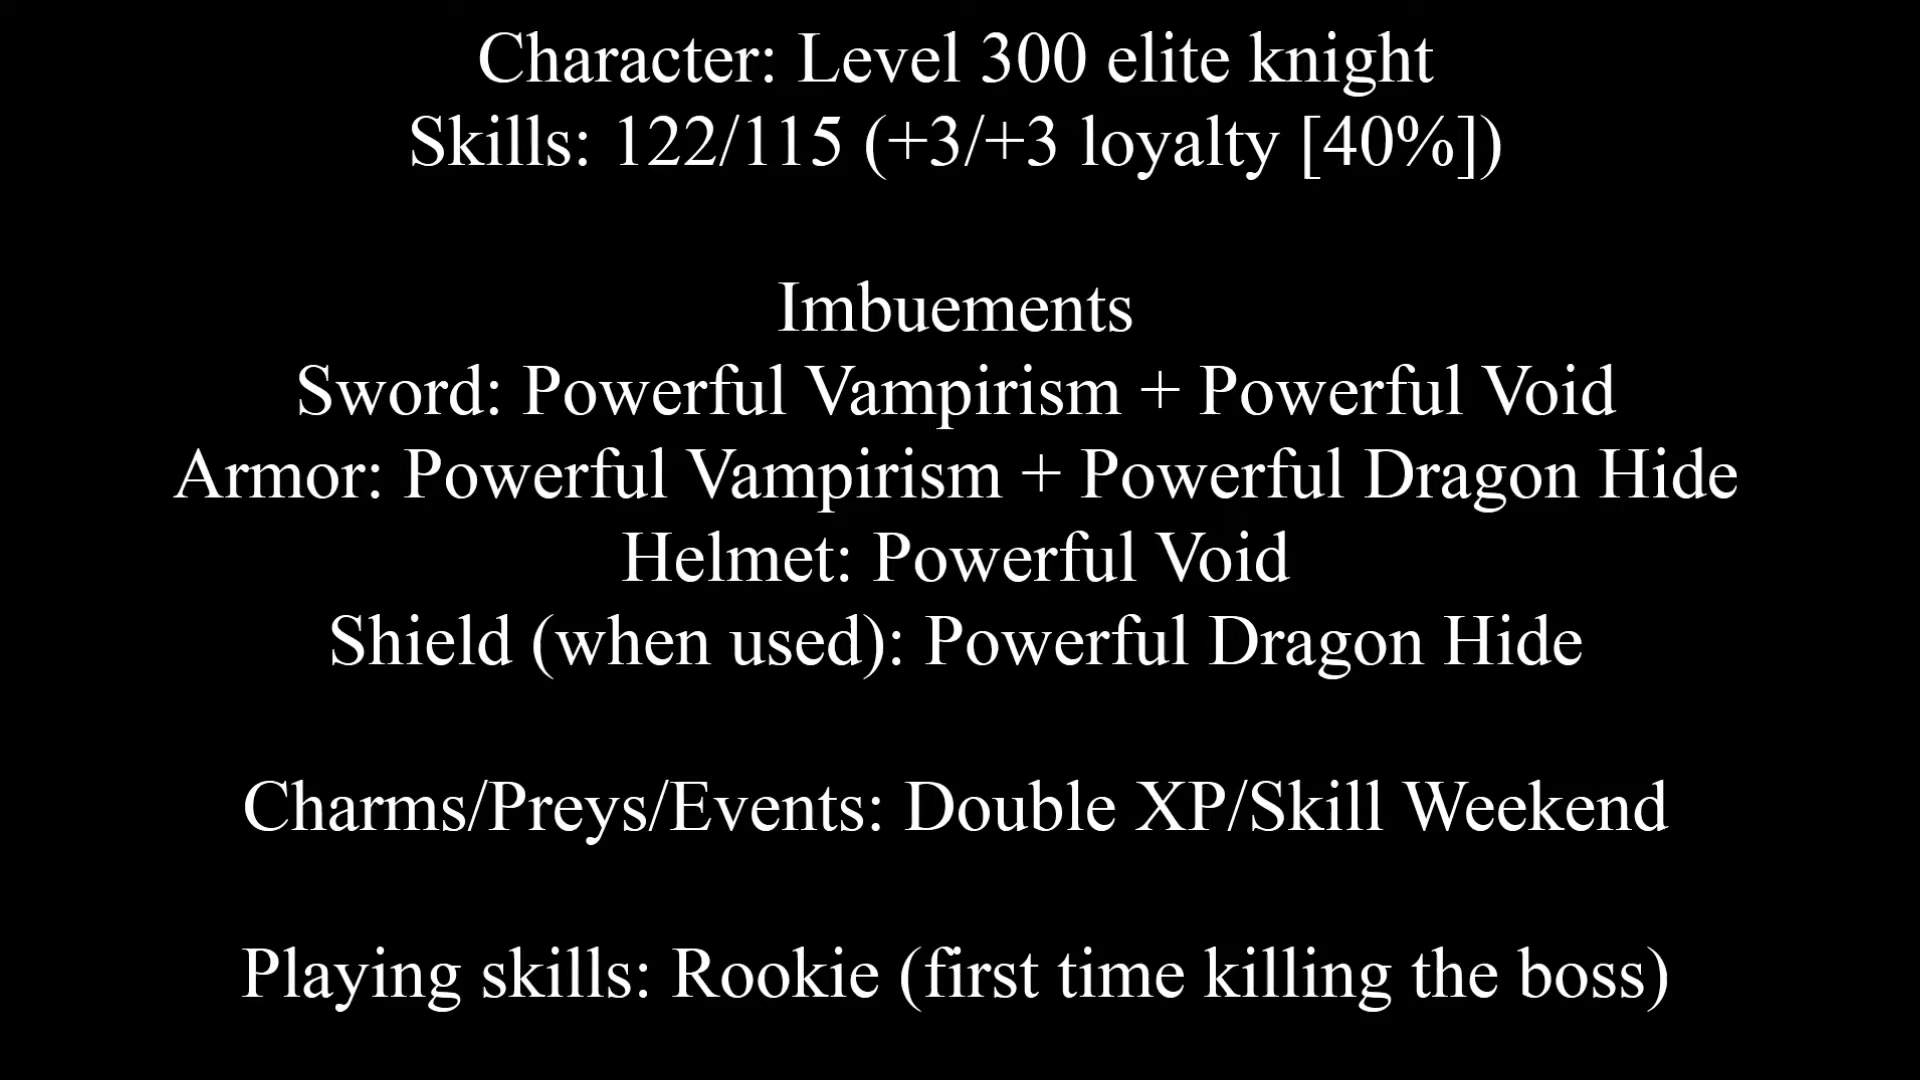 Character: Level 300 elite knight
Skills: 122/115 (+3/+3 loyalty [40%])
Imbuements
Sword: Powerful Vampirism + Powerful Void
Armor: Powerful Vampirism + Powerful Dragon Hide
Helmet: Powerful Void
Shield (when used): Powerful Dragon Hide
Charms/Preys/Events: Double XP/Skill Weekend
Playing skills: Rookie (first time killing the boss)